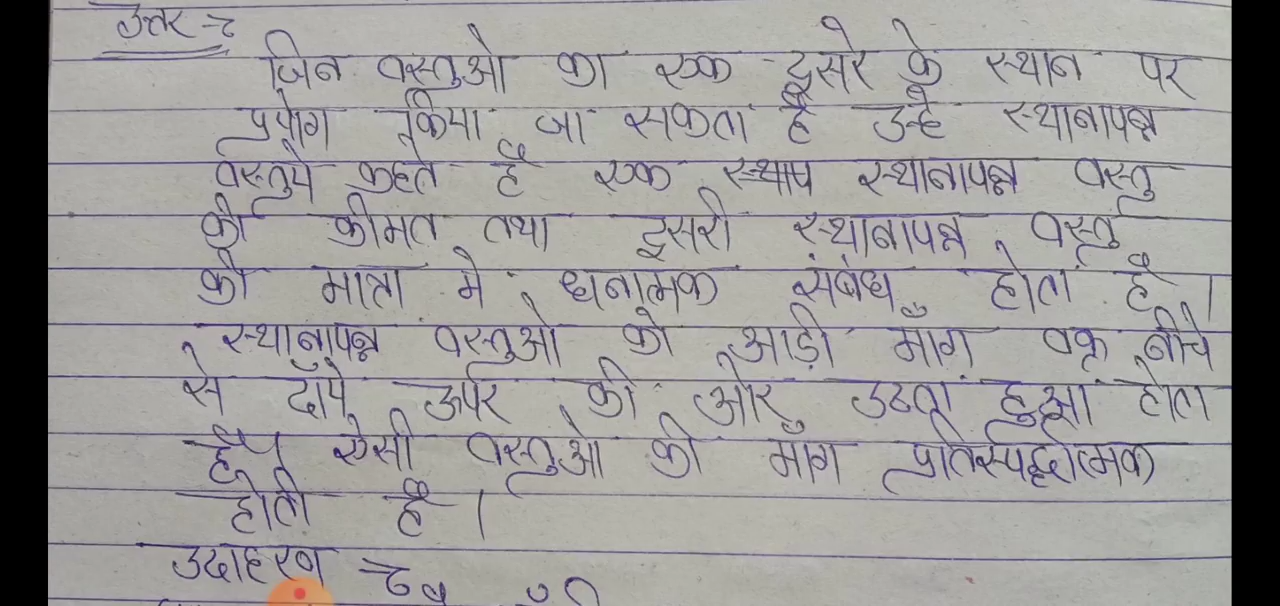 उत्तर -
जिन वस्तुओ का एक दूसरे के स्थान पर
प्रयोग किया जा सकता है उन्हे स्थानापन्न
वस्तुये कहते है एक स्थाप स्थानापन्न वस्तु
की कीमत तथा दूसरी स्थानापन्न वस्तु
की मात्रा मे धनात्मक संबंध होता है।
स्थानापन्न वस्तुओ की आड़ी माँग वक्र नीचे
से दाँये ऊपर की ओर उठता हुआ होता
है। ऐसी वस्तुओ की माँग प्रतिस्पर्द्धात्मक
होती है।
उदाहरण